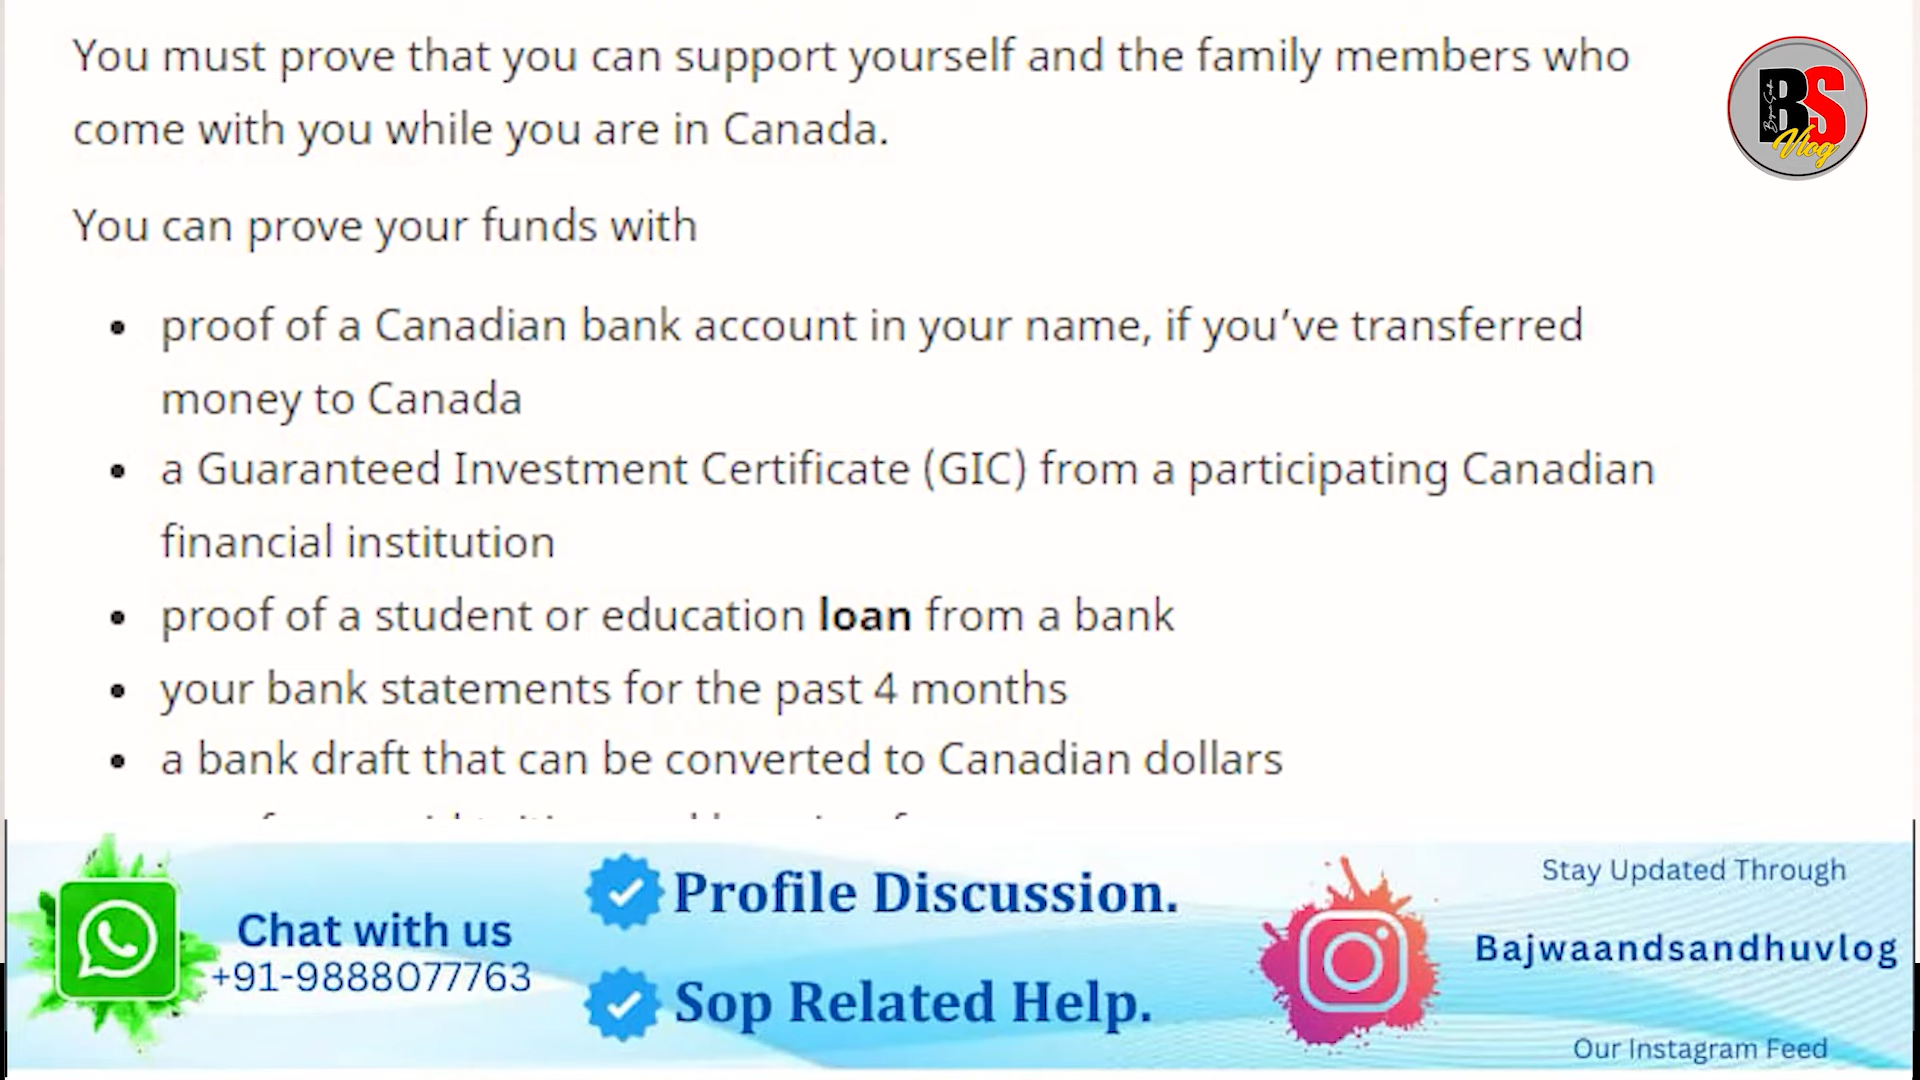 You must prove that you can support yourself and the family members who
come with you while you are in Canada.
You can prove your funds with
• proof of a Canadian bank account in your name, if you’ve transferred
money to Canada
• a Guaranteed Investment Certificate (GIC) from a participating Canadian
financial institution
• proof of a student or education loan from a bank
• your bank statements for the past 4 months
• a bank draft that can be converted to Canadian dollars
BS
Vlog
Chat with us
+91-9888077763
Profile Discussion.
Sop Related Help.
Stay Updated Through
Bajwaandsandhuvlog
Our Instagram Feed